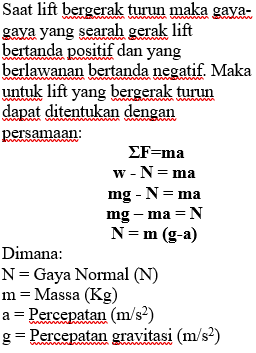 Saat lift bergerak turun maka gaya-
gaya yang searah gerak lift
bertanda positif dan yang
berlawanan bertanda negatif. Maka
untuk lift yang bergerak turun
dapat ditentukan dengan
persamaan:
ΣF=ma
w - N = ma
mg - N = ma
mg – ma = N
N = m (g-a)
Dimana:
N = Gaya Normal (N)
m = Massa (Kg)
a = Percepatan (m/s²)
g = Percepatan gravitasi (m/s²)